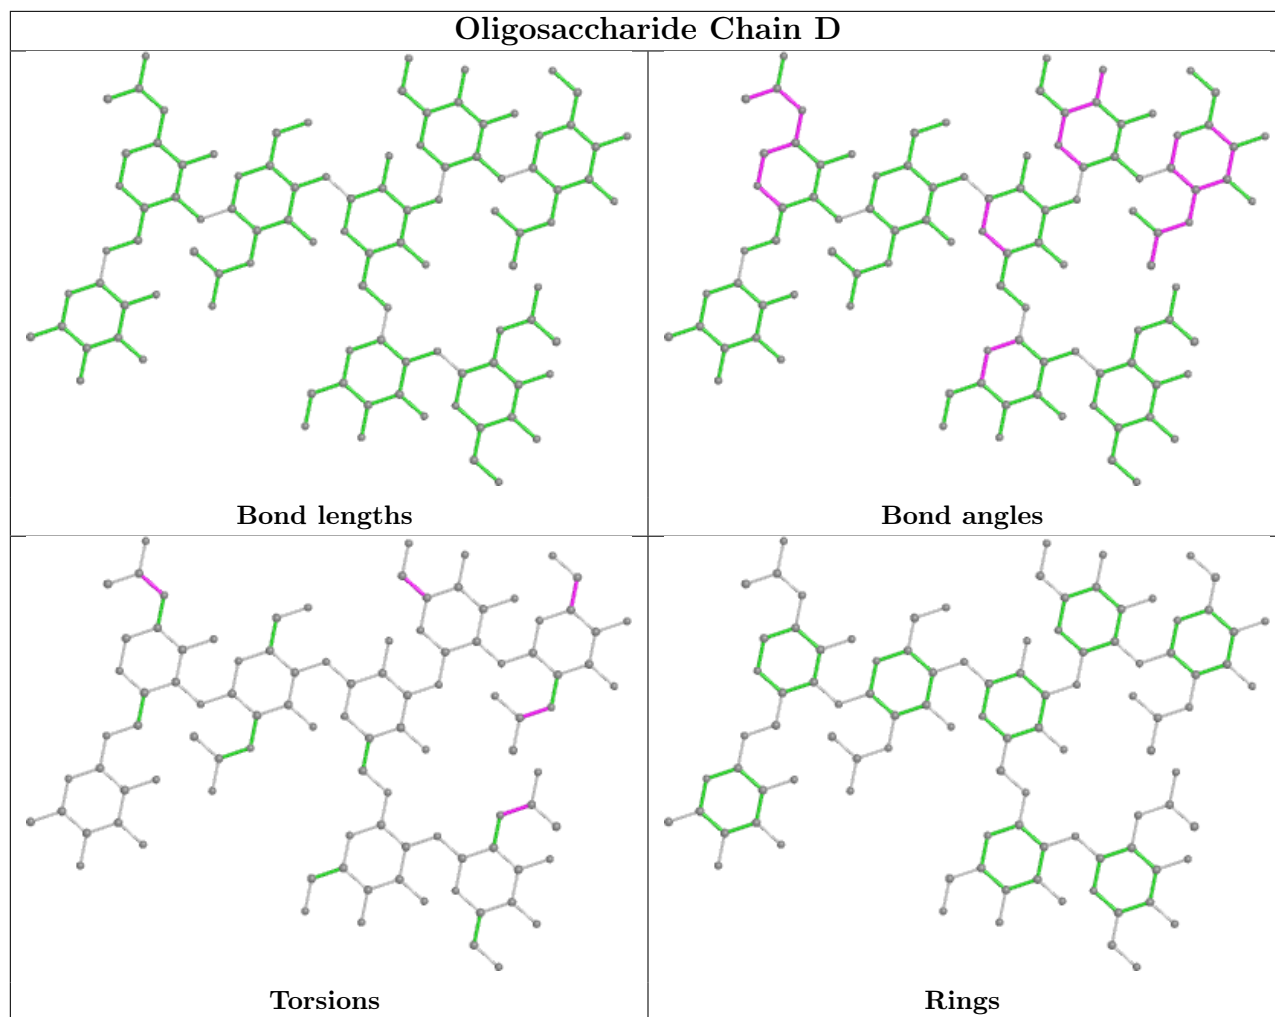 Oligosaccharide Chain D
Bond lengths
Bond angles
Torsions
Rings